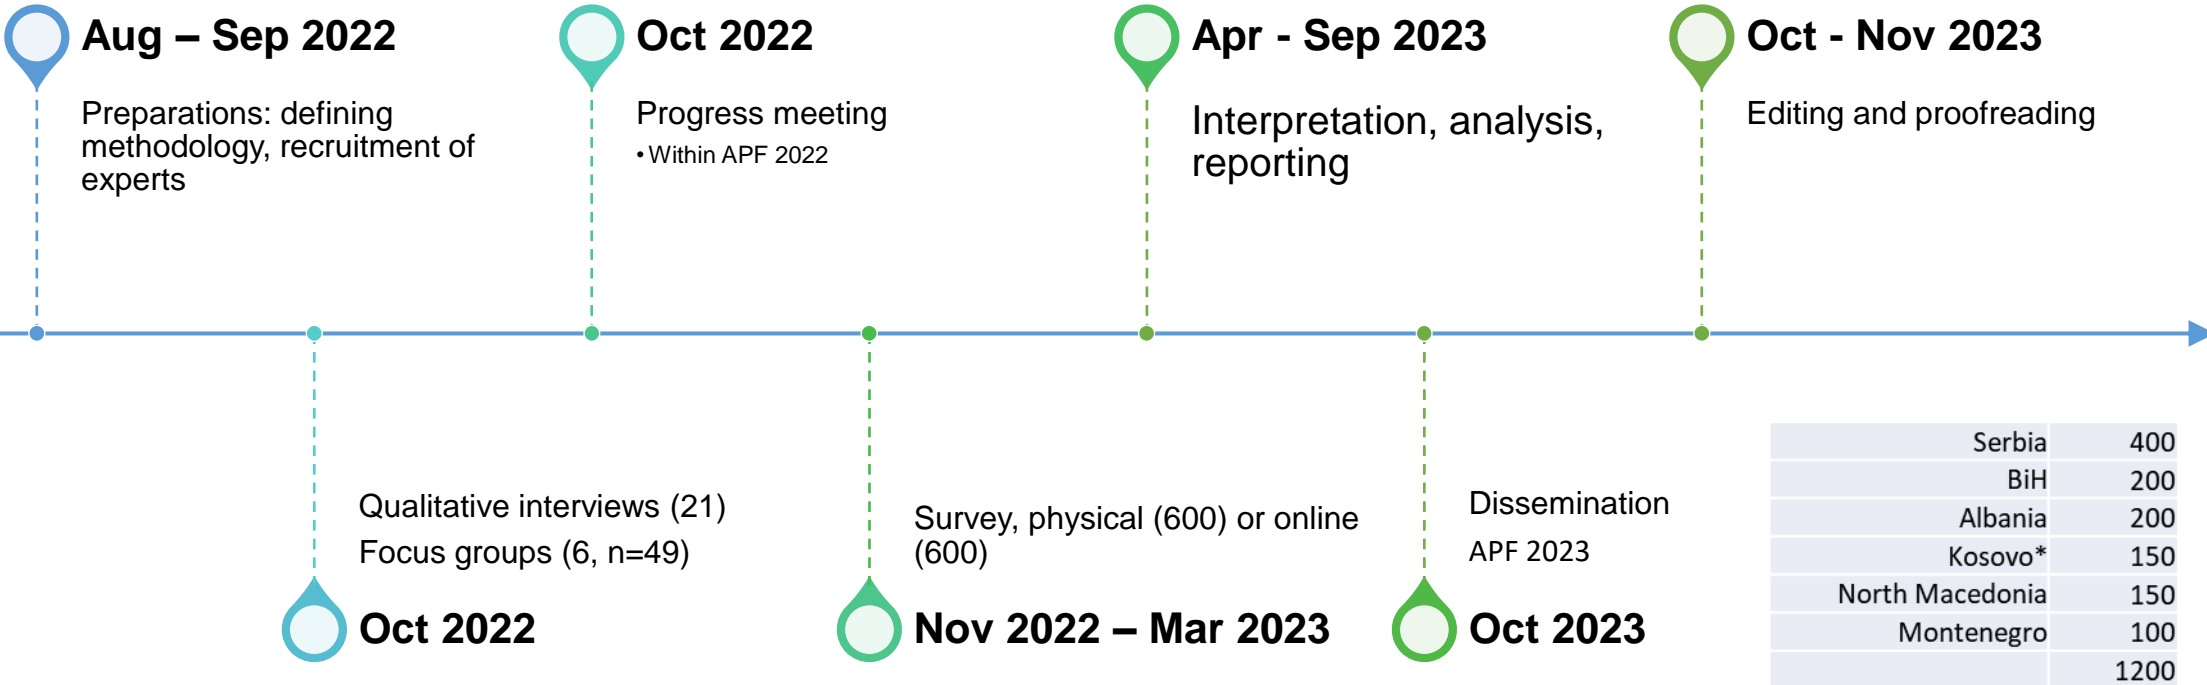 Aug – Sep 2022
Preparations: defining
methodology, recruitment of
experts
Oct 2022
Progress meeting
• Within APF 2022
Apr - Sep 2023
Interpretation, analysis,
reporting
Oct - Nov 2023
Editing and proofreading
Qualitative interviews (21)
Focus groups (6, n=49)
Oct 2022
Survey, physical (600) or online
(600)
Nov 2022 – Mar 2023
Dissemination
APF 2023
Oct 2023
Serbia 400
BiH 200
Albania 200
Kosovo* 150
North Macedonia 150
Montenegro 100
1200